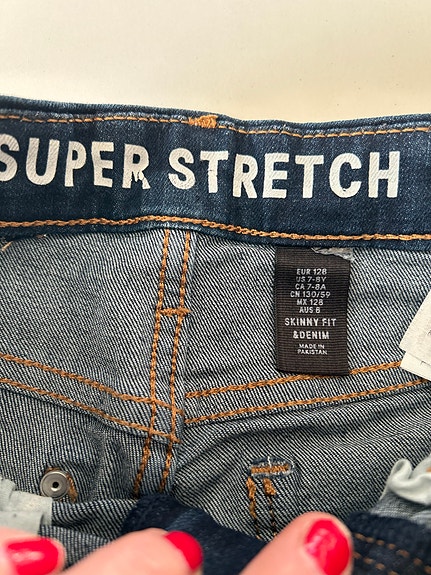 SUPER STRETCH
EUR 128
US 7-8Y
CA 7-8A
CN 130/59
MX 128
AUS 8
SKINNY FIT
&DENIM
MADE IN
PAKISTAN